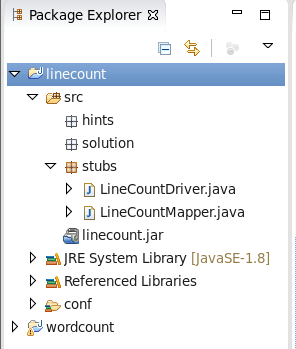 Package Explorer
linecount
src
hints
solution
stubs
LineCountDriver.java
LineCountMapper.java
linecount.jar
JRE System Library [JavaSE-1.8]
Referenced Libraries
conf
wordcount